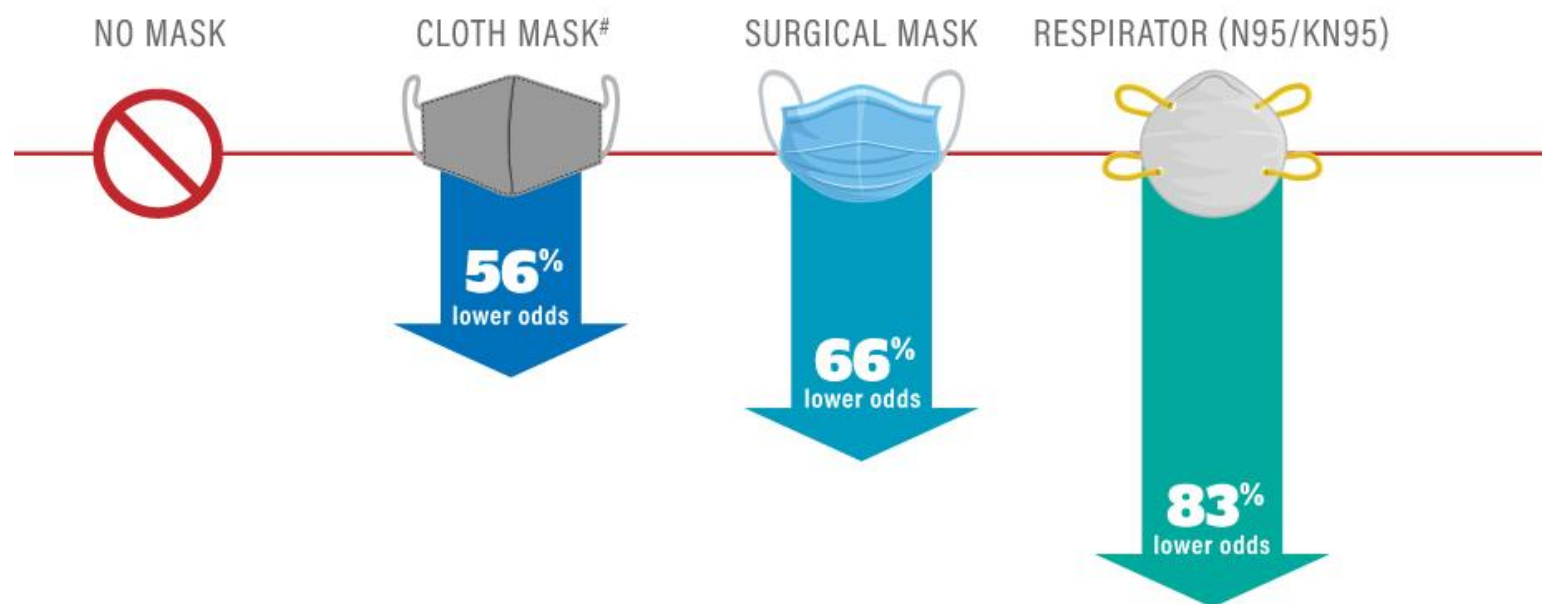 NO MASK
CLOTH MASK#
SURGICAL MASK
RESPIRATOR (N95/KN95)
56%
lower odds
66%
lower odds
83%
lower odds